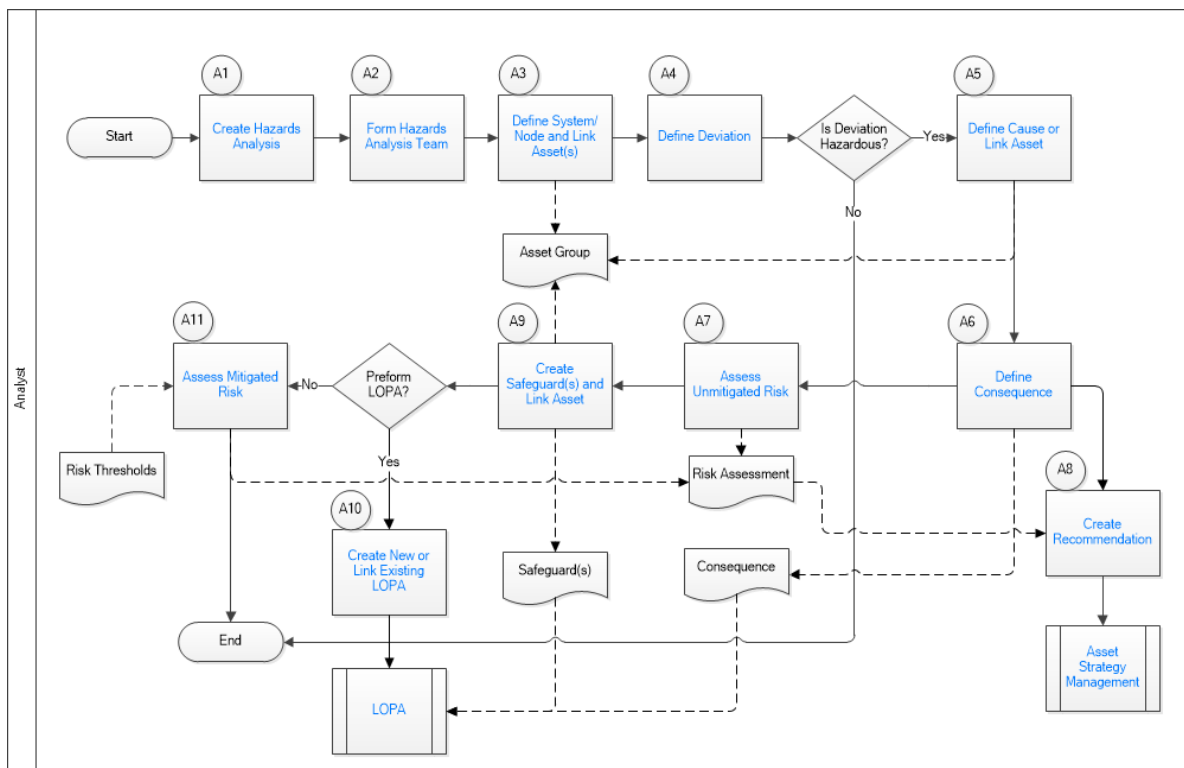 A1
A2
A3
A4
A5
Start
Create Hazards
Analysis
Form Hazards
Analysis Team
Define System/
Node and Link
Asset(s)
Define Deviation
Is Deviation
Hazardous?
Yes
Define Cause or
Link Asset
No
Asset Group
A11
A9
A7
A6
Assess Mitigated
Risk
No
Preform
LOPA?
Create
Safeguard(s) and
Link Asset
Assess
Unmitigated Risk
Define
Consequence
Analyst
Risk Thresholds
Yes
Risk Assessment
A8
A10
Create
Recommendation
Create New or
Link Existing
LOPA
Safeguard(s)
Consequence
End
LOPA
Asset
Strategy
Management